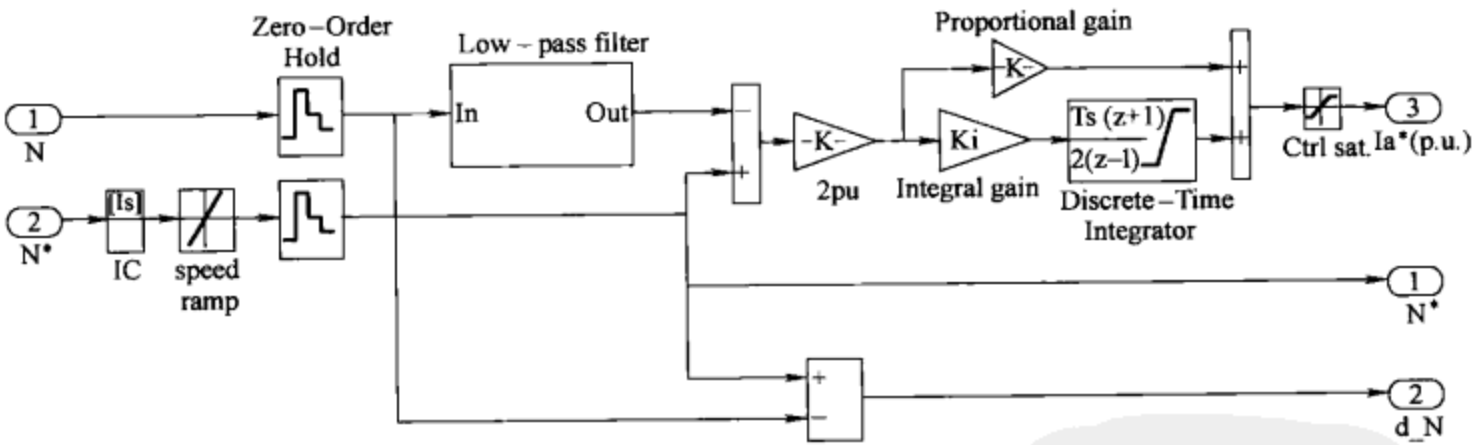 Zero-Order
Hold
Low-pass filter
Proportional gain
1
N
In
Out
-
+
-K-
2pu
-K-
Ki
Integral gain
Ts (z+1)
2(z-1)
Discrete-Time
Integrator
+
+
Ctrl sat.
3
Ia*(p.u.)
2
N*
[Is]
IC
speed
ramp
1
N*
+
-
2
d_N